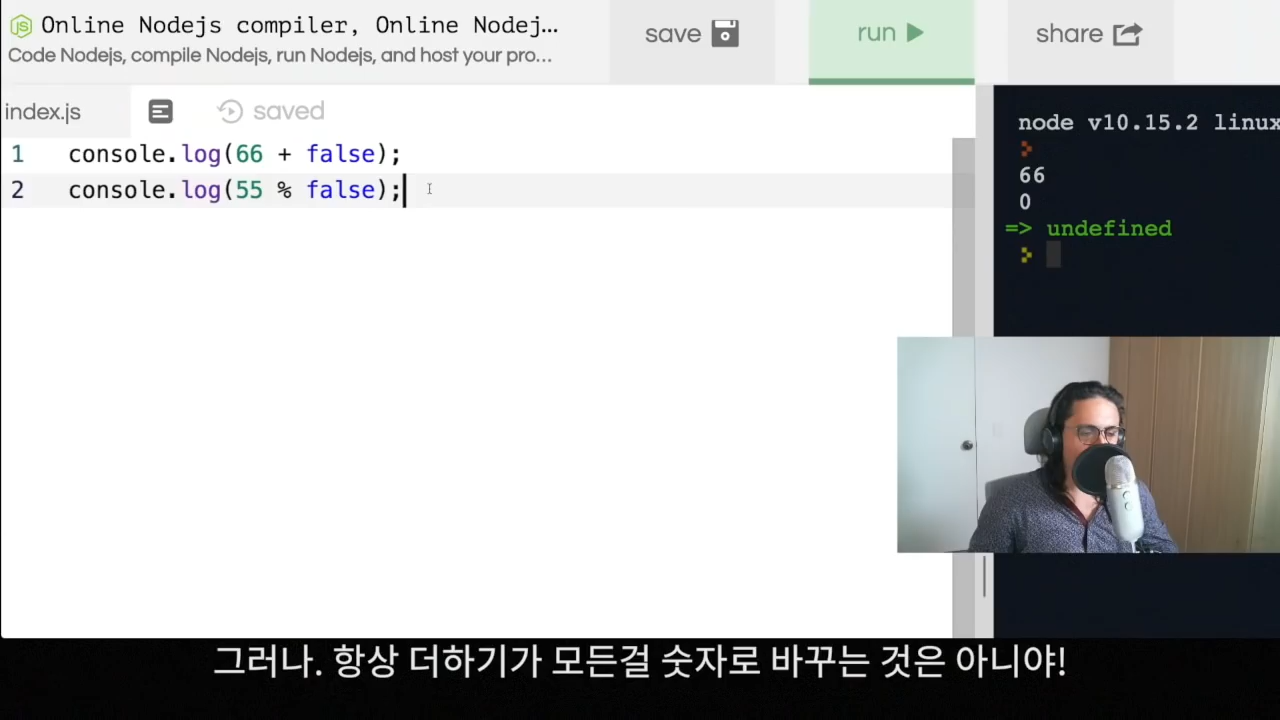 Online Nodejs compiler, Online Nodej...
Code Nodejs, compile Nodejs, run Nodejs, and host your pro...
save
run
share
index.js
saved
1 console.log(66 + false);
2 console.log(55 % false);
node v10.15.2 linux
66
0
=> undefined
그러나. 항상 더하기가 모든걸 숫자로 바꾸는 것은 아니야!